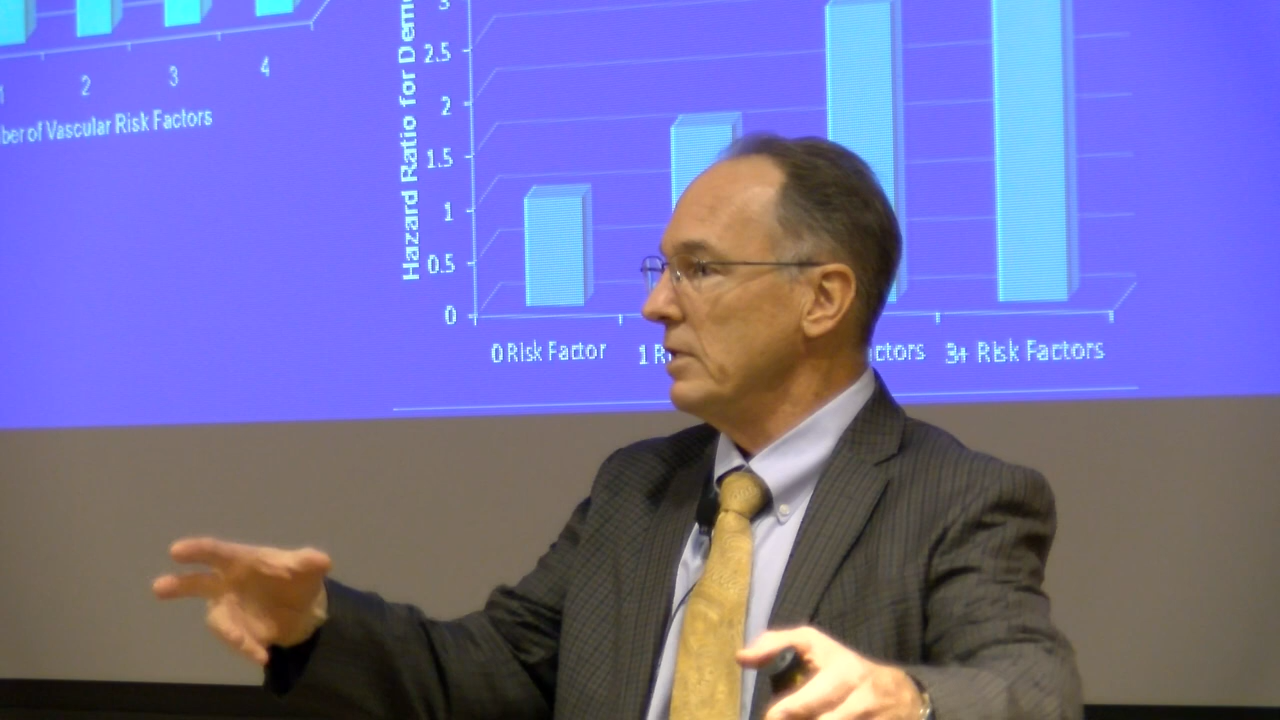 2 3 4
ber of Vascular Risk Factors
Hazard Ratio for Dem
3
2.5
2
1.5
1
0.5
0
0 Risk Factor 1 R ctors 3+ Risk Factors